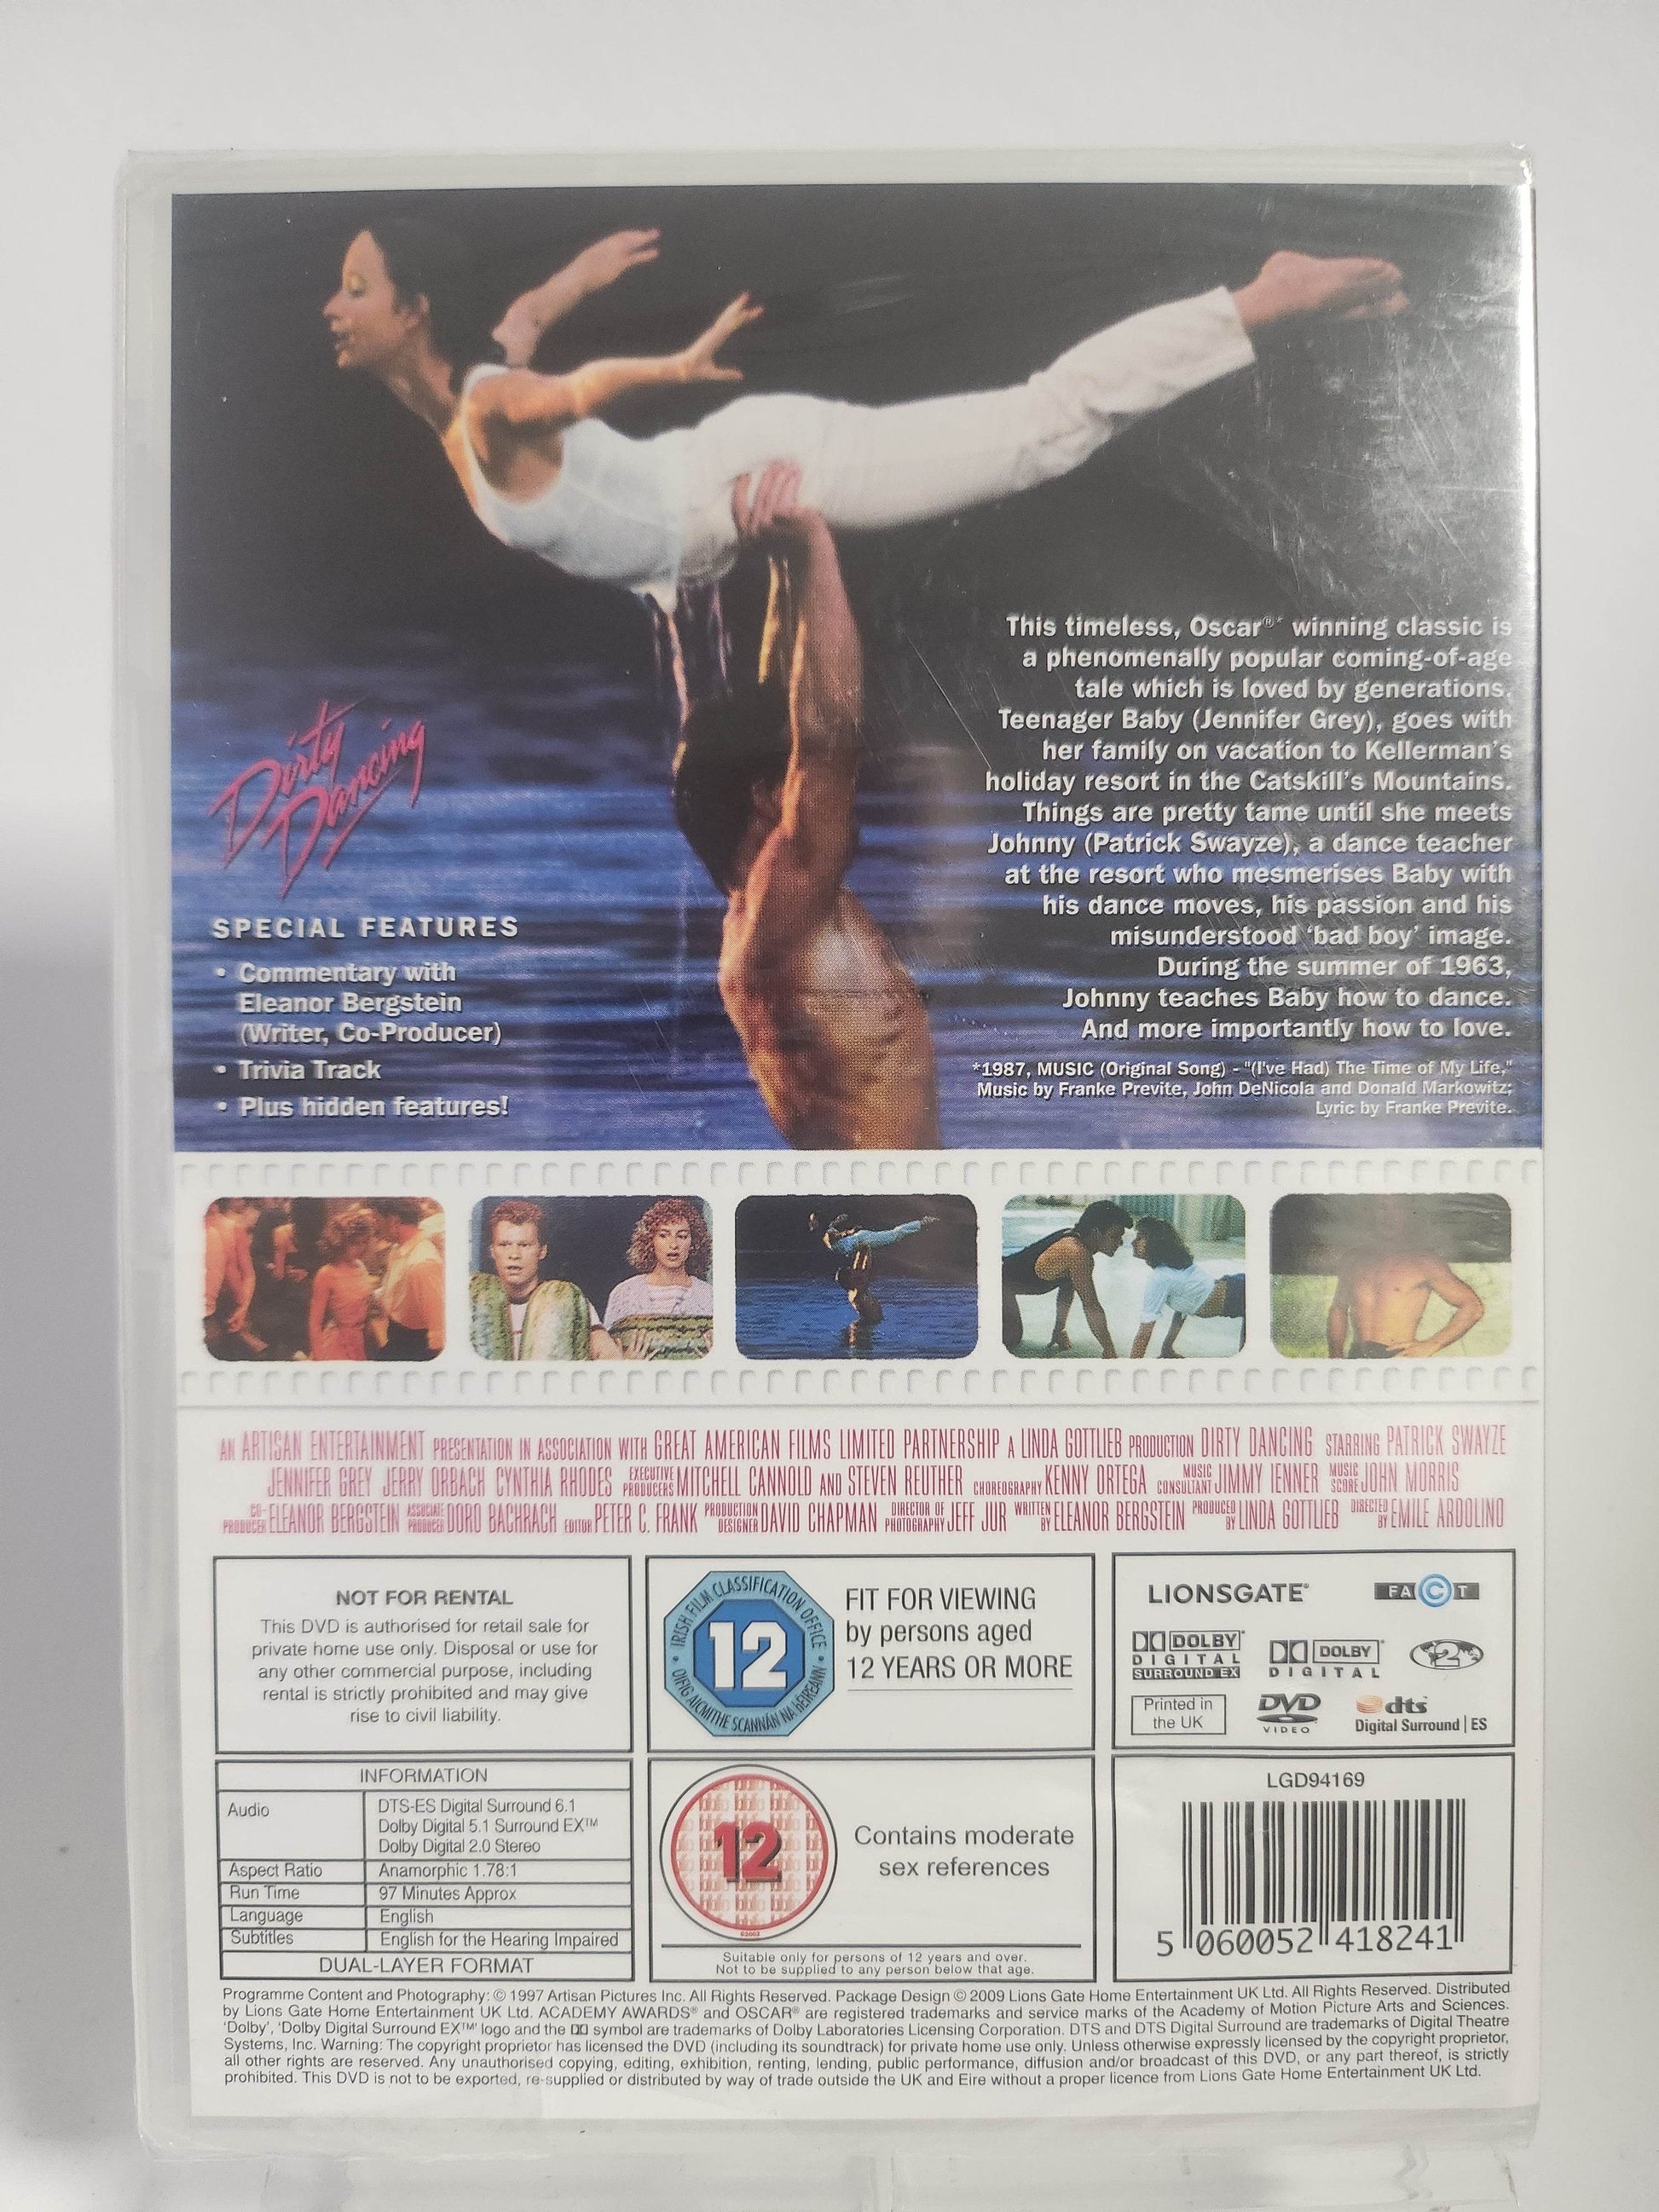 This timeless, Oscar®* winning classic is
a phenomenally popular coming-of-age
tale which is loved by generations.
Teenager Baby (Jennifer Grey), goes with
her family on vacation to Kellerman's
holiday resort in the Catskill's Mountains.
Things are pretty tame until she meets
Johnny (Patrick Swayze), a dance teacher
at the resort who mesmerises Baby with
his dance moves, his passion and his
misunderstood 'bad boy' image.
During the summer of 1963,
Johnny teaches Baby how to dance.
And more importantly how to love.
*1987, MUSIC (Original Song) - "(I've Had) The Time of My Life,"
Music by Franke Previte, John DeNicola and Donald Markowitz;
Lyric by Franke Previte.
Dirty
Dancing
SPECIAL FEATURES
• Commentary with
Eleanor Bergstein
(Writer, Co-Producer)
• Trivia Track
• Plus hidden features!
AN ARTISAN ENTERTAINMENT PRESENTATION IN ASSOCIATION WITH GREAT AMERICAN FILMS LIMITED PARTNERSHIP A LINDA GOTTLIEB PRODUCTION DIRTY DANCING STARRING PATRICK SWAYZE
JENNIFER GREY JERRY ORBACH CYNTHIA RHODES EXECUTIVE PRODUCERS MITCHELL CANNOLD AND STEVEN REUTHER CHOREOGRAPHY KENNY ORTEGA MUSIC CONSULTANT JIMMY IENNER MUSIC SCORE JOHN MORRIS
CO-PRODUCER ELEANOR BERGSTEIN ASSOCIATE PRODUCER DORO BACHRACH EDITOR PETER C. FRANK PRODUCTION DESIGNER DAVID CHAPMAN DIRECTOR OF PHOTOGRAPHY JEFF JUR WRITTEN BY ELEANOR BERGSTEIN PRODUCED BY LINDA GOTTLIEB DIRECTED BY EMILE ARDOLINO
NOT FOR RENTAL
This DVD is authorised for retail sale for
private home use only. Disposal or use for
any other commercial purpose, including
rental is strictly prohibited and may give
rise to civil liability.
IRISH FILM CLASSIFICATION OFFICE
12
OIFIG AICMITHE SCANNÁN NA hÉIREANN
FIT FOR VIEWING
by persons aged
12 YEARS OR MORE
LIONSGATE
FACT
DOLBY DIGITAL SURROUND EX
DOLBY DIGITAL
2
Printed in
the UK
DVD VIDEO
dts
Digital Surround | ES
INFORMATION
Audio DTS-ES Digital Surround 6.1
Dolby Digital 5.1 Surround EX™
Dolby Digital 2.0 Stereo
Aspect Ratio Anamorphic 1.78:1
Run Time 97 Minutes Approx
Language English
Subtitles English for the Hearing Impaired
DUAL-LAYER FORMAT
12
Contains moderate
sex references
Suitable only for persons of 12 years and over.
Not to be supplied to any person below that age.
LGD94169
5 060052 418241
Programme Content and Photography: © 1997 Artisan Pictures Inc. All Rights Reserved. Package Design © 2009 Lions Gate Home Entertainment UK Ltd. All Rights Reserved. Distributed
by Lions Gate Home Entertainment UK Ltd. ACADEMY AWARDS® and OSCAR® are registered trademarks and service marks of the Academy of Motion Picture Arts and Sciences.
'Dolby', 'Dolby Digital Surround EX™' logo and the symbol are trademarks of Dolby Laboratories Licensing Corporation. DTS and DTS Digital Surround are trademarks of Digital Theatre
Systems, Inc. Warning: The copyright proprietor has licensed the DVD (including its soundtrack) for private home use only. Unless otherwise expressly licensed by the copyright proprietor,
all other rights are reserved. Any unauthorised copying, editing, exhibition, renting, lending, public performance, diffusion and/or broadcast of this DVD, or any part thereof, is strictly
prohibited. This DVD is not to be exported, re-supplied or distributed by way of trade outside the UK and Eire without a proper licence from Lions Gate Home Entertainment UK Ltd.